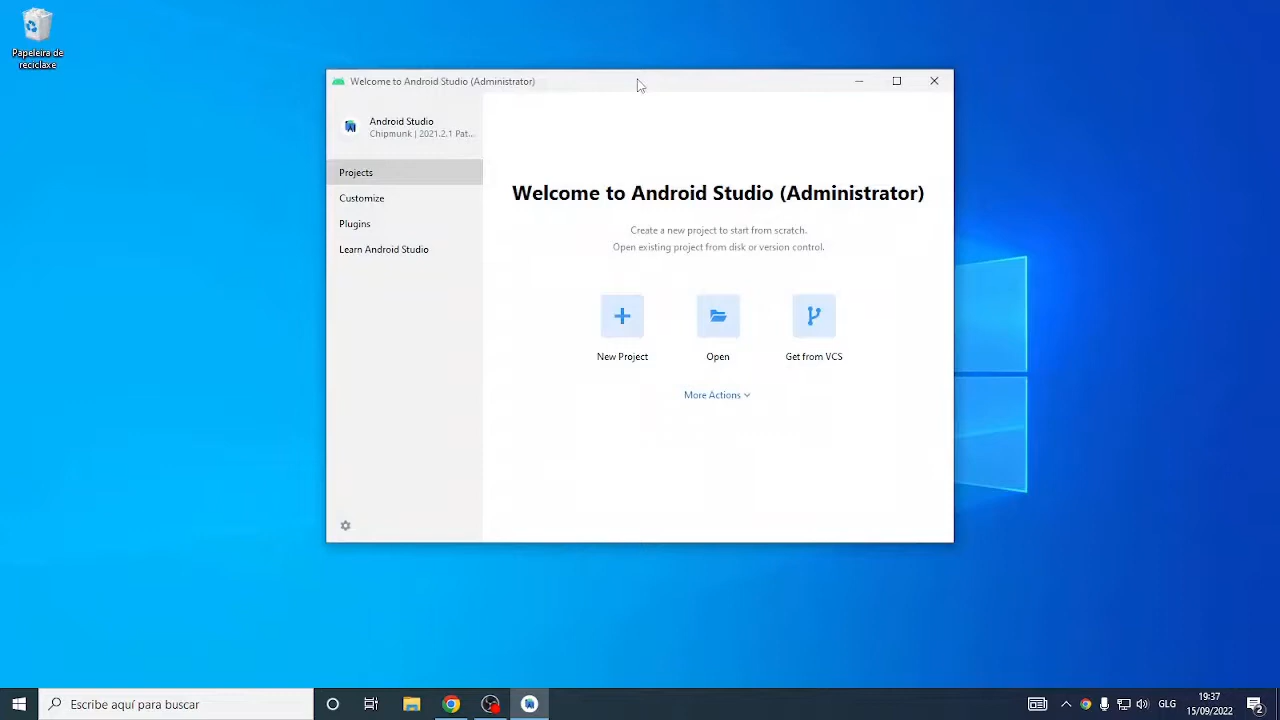 Papeleira de
reciclaxe
Welcome to Android Studio (Administrator)
Android Studio
Chipmunk | 2021.2.1 Pat...
Projects
Customize
Plugins
Learn Android Studio
Welcome to Android Studio (Administrator)
Create a new project to start from scratch.
Open existing project from disk or version control.
New Project
Open
Get from VCS
More Actions
Escribe aquí para buscar
GLG
19:37
15/09/2022
2